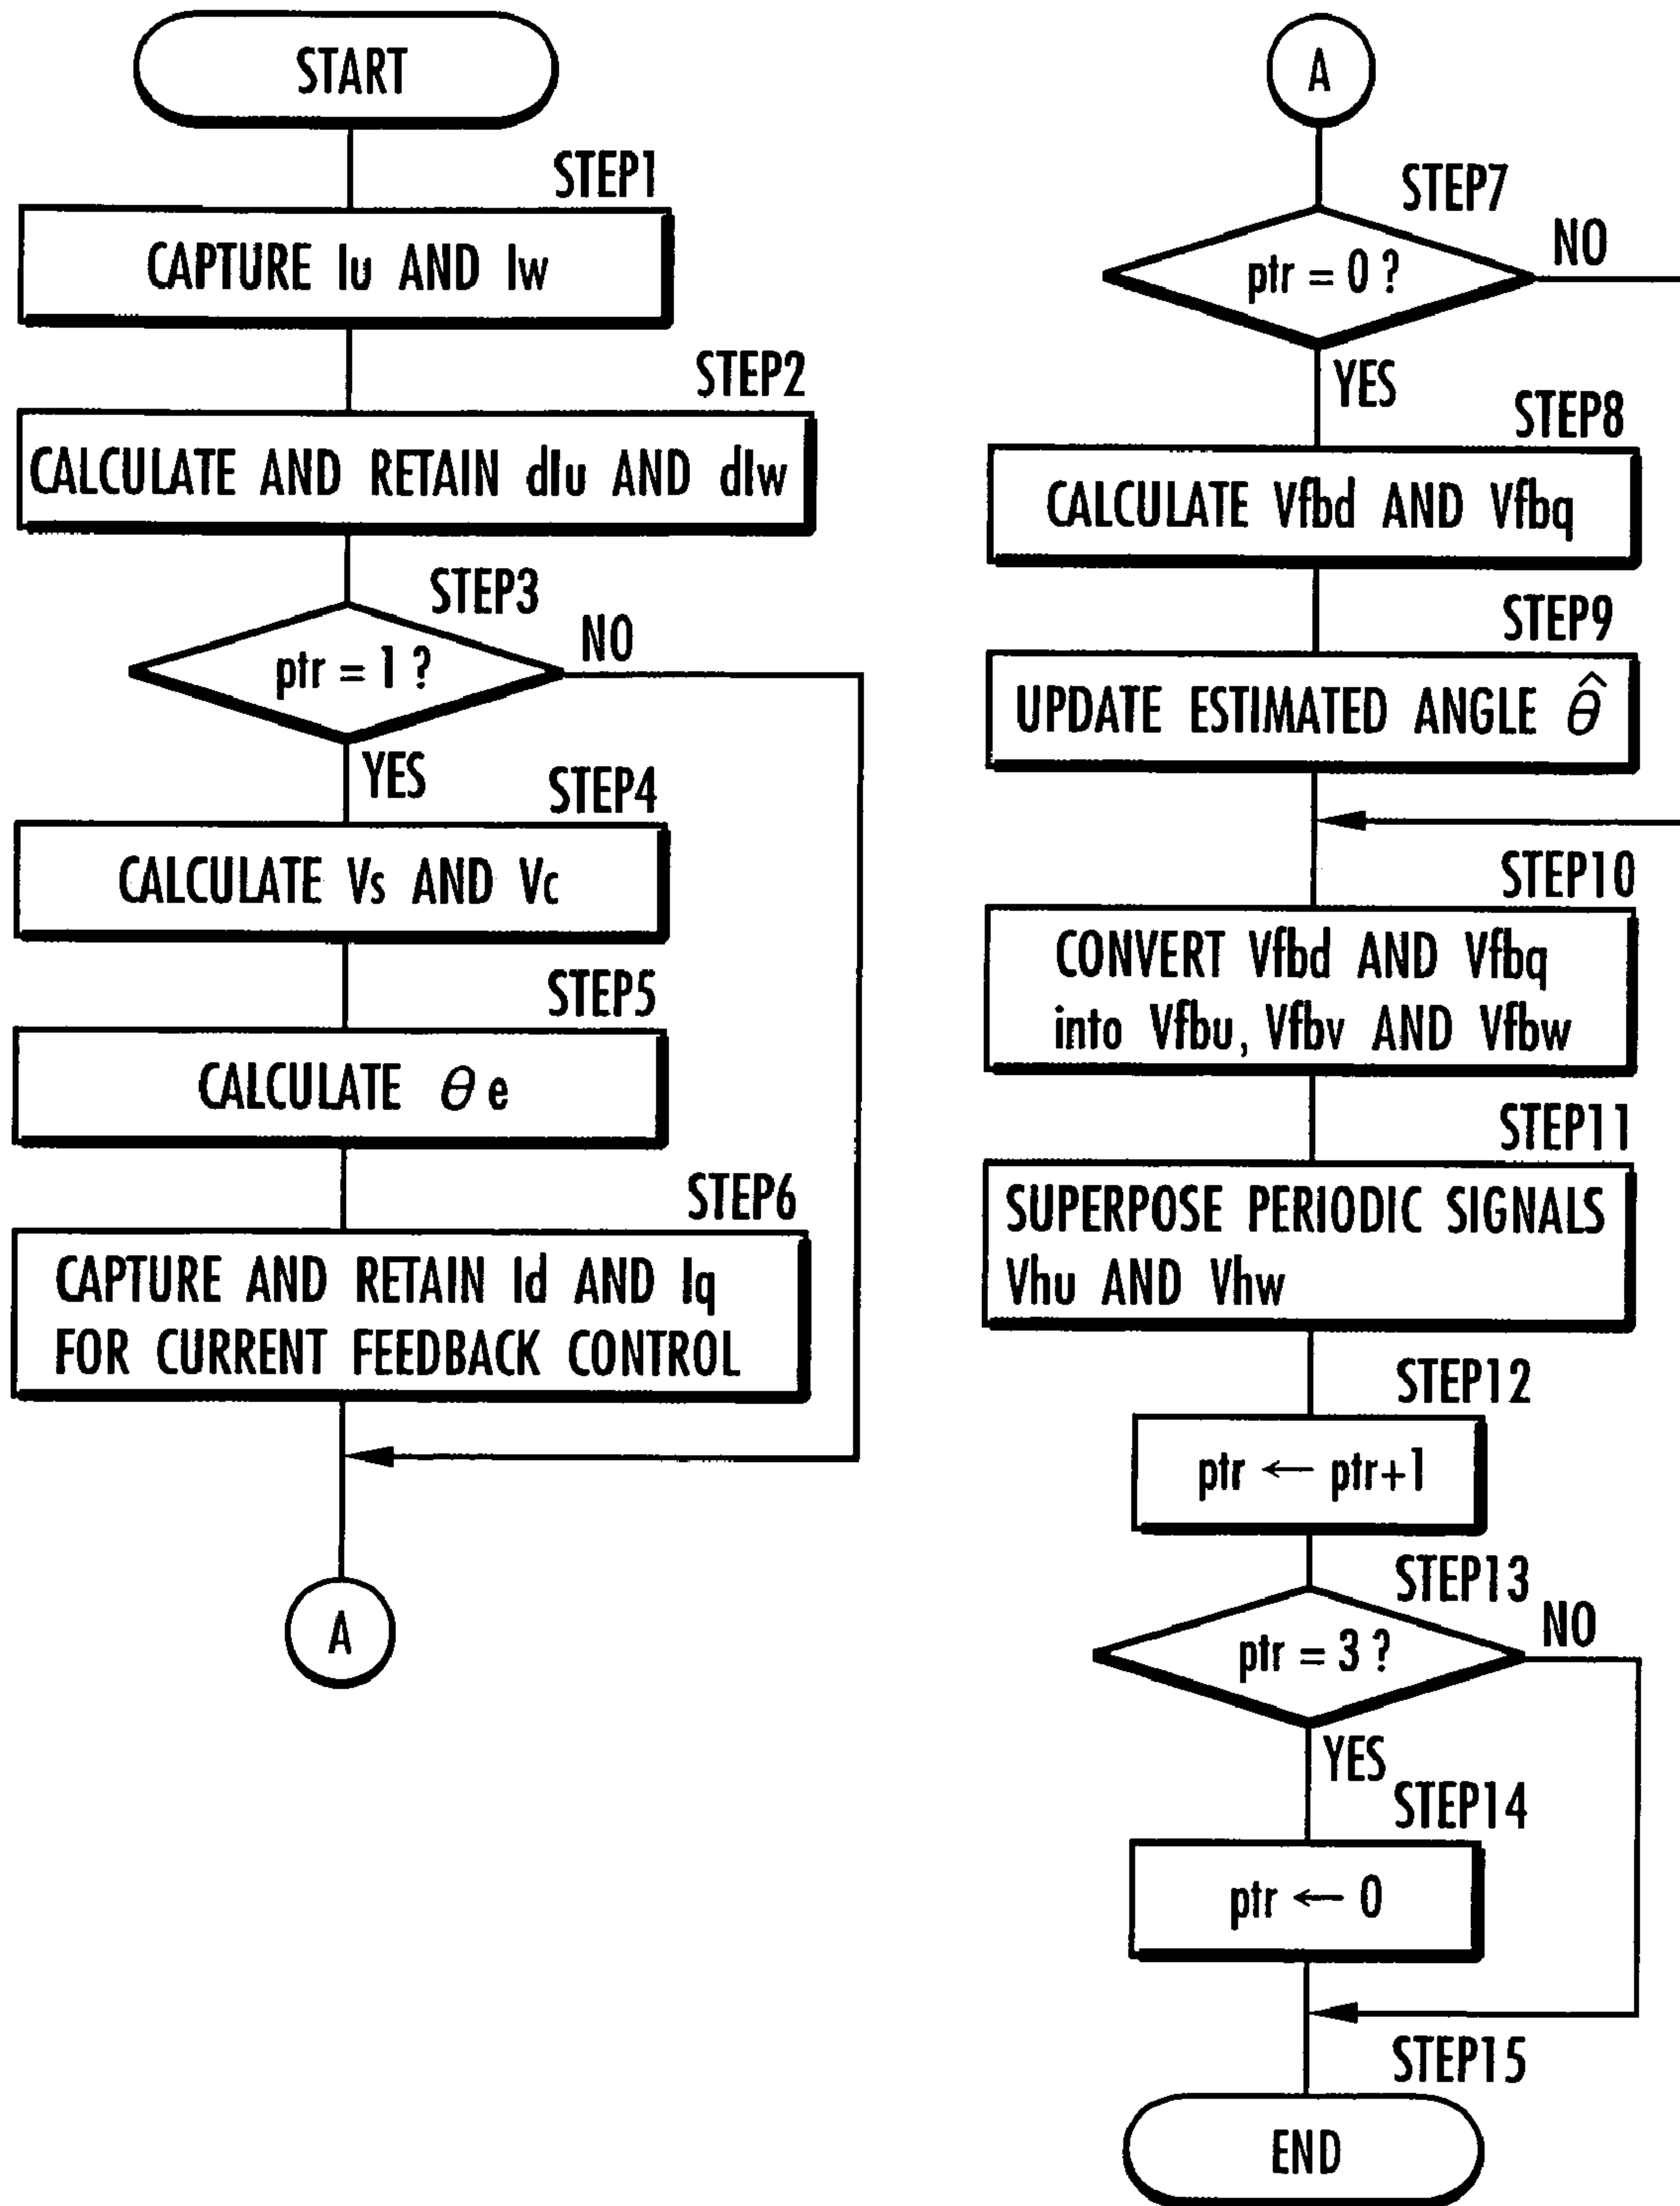 START
STEP1
CAPTURE Iu AND Iw
STEP2
CALCULATE AND RETAIN dIu AND dIw
STEP3
ptr = 1 ?
NO
YES
STEP4
CALCULATE Vs AND Vc
STEP5
CALCULATE θe
STEP6
CAPTURE AND RETAIN Id AND Iq
FOR CURRENT FEEDBACK CONTROL
A
A
STEP7
ptr = 0 ?
NO
YES
STEP8
CALCULATE Vfbd AND Vfbq
STEP9
UPDATE ESTIMATED ANGLE θ̂
STEP10
CONVERT Vfbd AND Vfbq
into Vfbu, Vfbv AND Vfbw
STEP11
SUPERPOSE PERIODIC SIGNALS
Vhu AND Vhw
STEP12
ptr ← ptr+1
STEP13
ptr = 3 ?
NO
YES
STEP14
ptr ← 0
STEP15
END